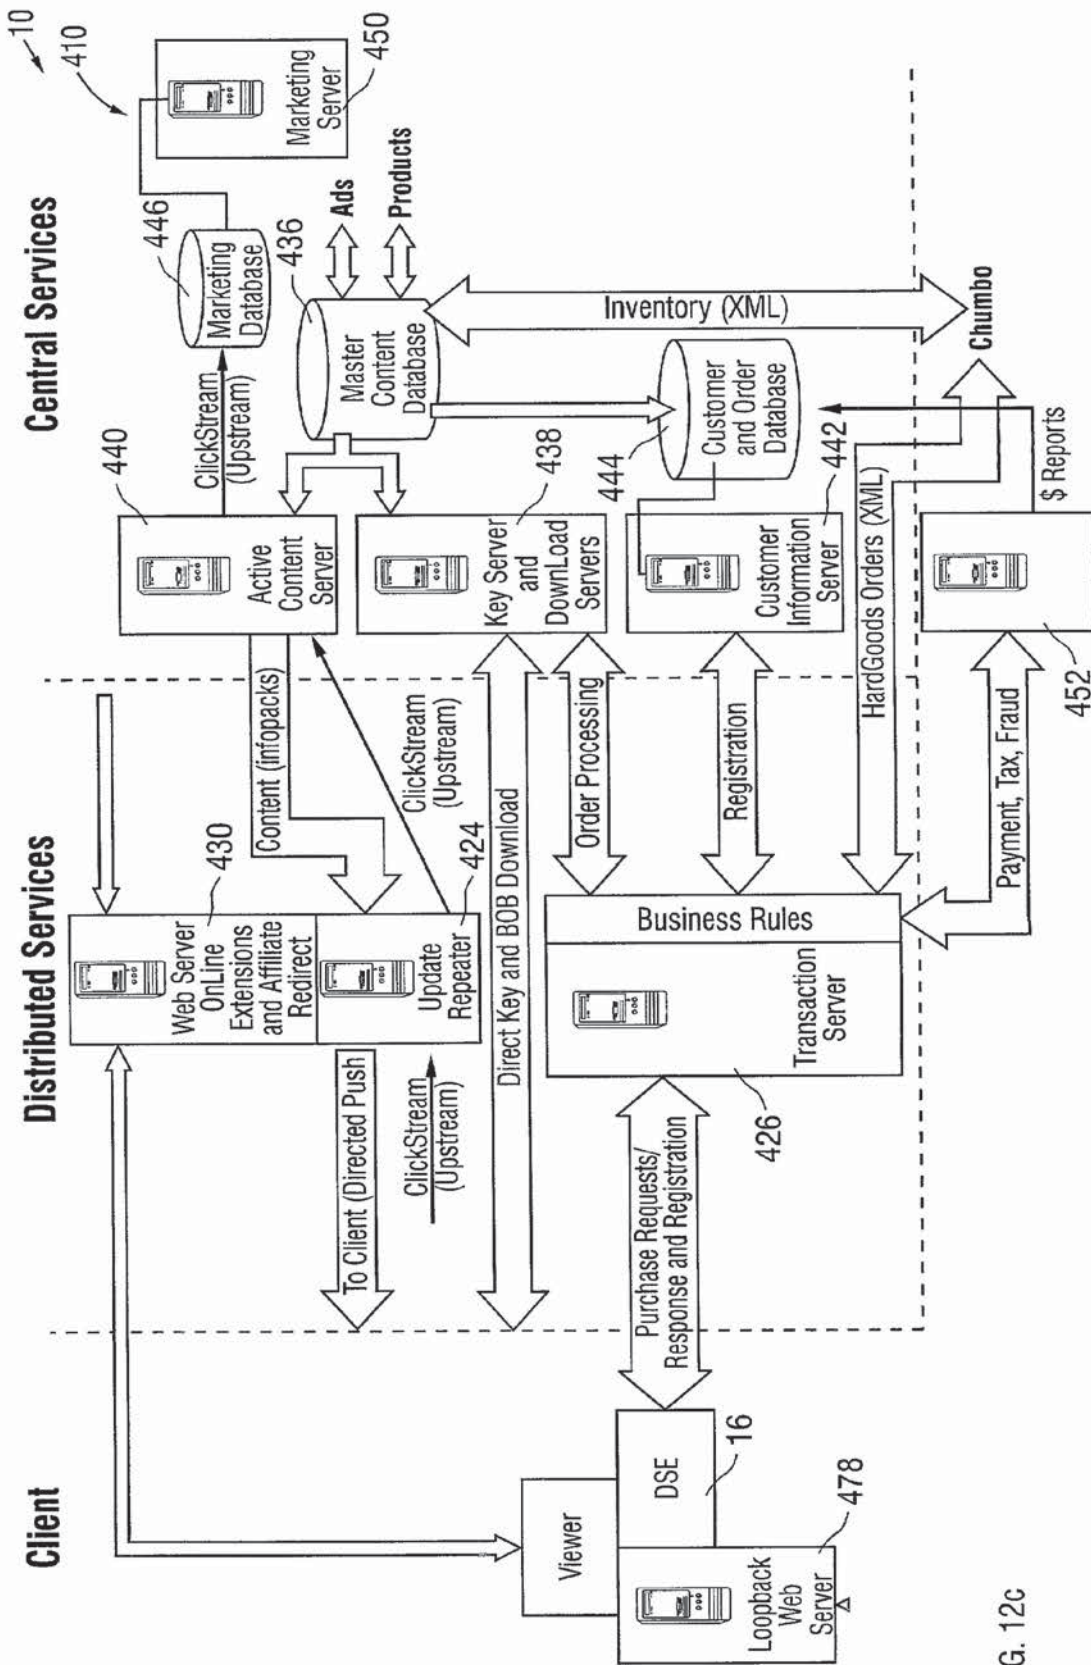 Client
Distributed Services
Central Services
10
410
Marketing
Server
450
446
Marketing
Database
ClickStream
(Upstream)
440
Active
Content
Server
436
Master
Content
Database
Ads
Products
Inventory (XML)
Chumbo
438
Key Server
and
DownLoad
Servers
444
Customer
and Order
Database
442
Customer
Information
Server
$ Reports
452
HardGoods Orders (XML)
Payment, Tax, Fraud
Registration
Order Processing
Content (infopacks)
ClickStream
(Upstream)
430
Web Server
OnLine
Extensions
and Affiliate
Redirect
424
Update
Repeater
Direct Key and BOB Download
To Client (Directed Push
ClickStream
(Upstream)
Business Rules
Transaction
Server
426
Purchase Requests/
Response and Registration
Viewer
DSE
16
Loopback
Web
Server
478
G. 12c